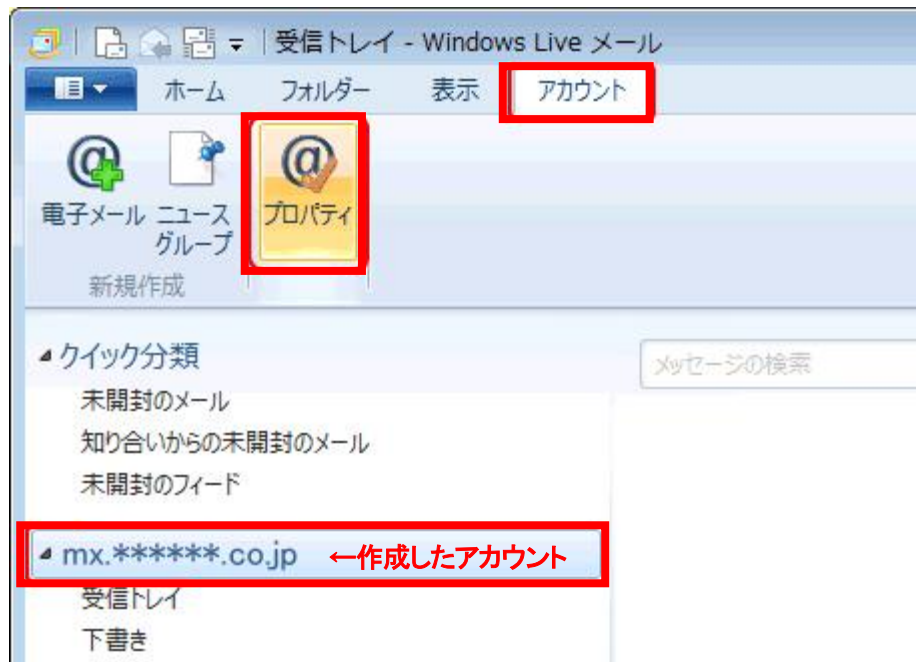 受信トレイ - Windows Live メール
ホーム フォルダー 表示 アカウント
電子メール ニュース グループ プロパティ
新規作成
クイック分類
メッセージの検索
未開封のメール
知り合いからの未開封のメール
未開封のフィード
mx.******.co.jp ←作成したアカウント
受信トレイ
下書き